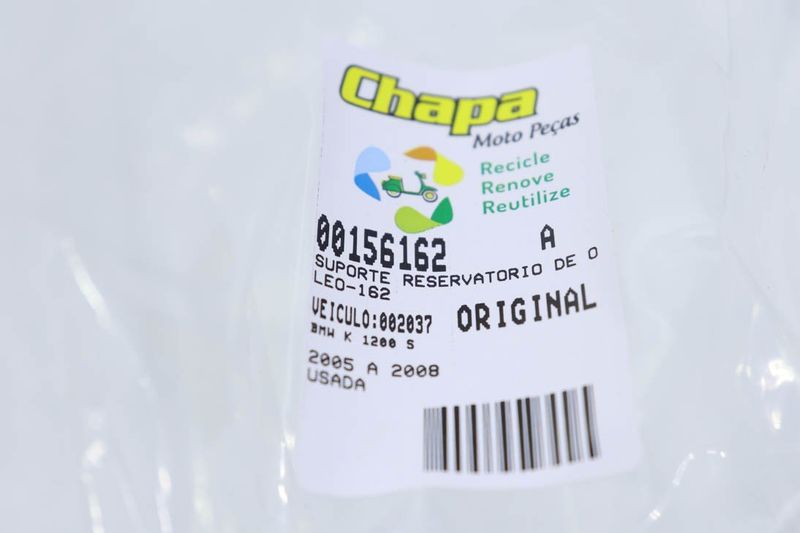 Chapa
Moto Peças
Recicle
Renove
Reutilize
00156162 A
SUPORTE RESERVATORIO DE O
LEO-162
VEICULO:002037 ORIGINAL
BMW K 1200 S
2005 A 2008
USADA